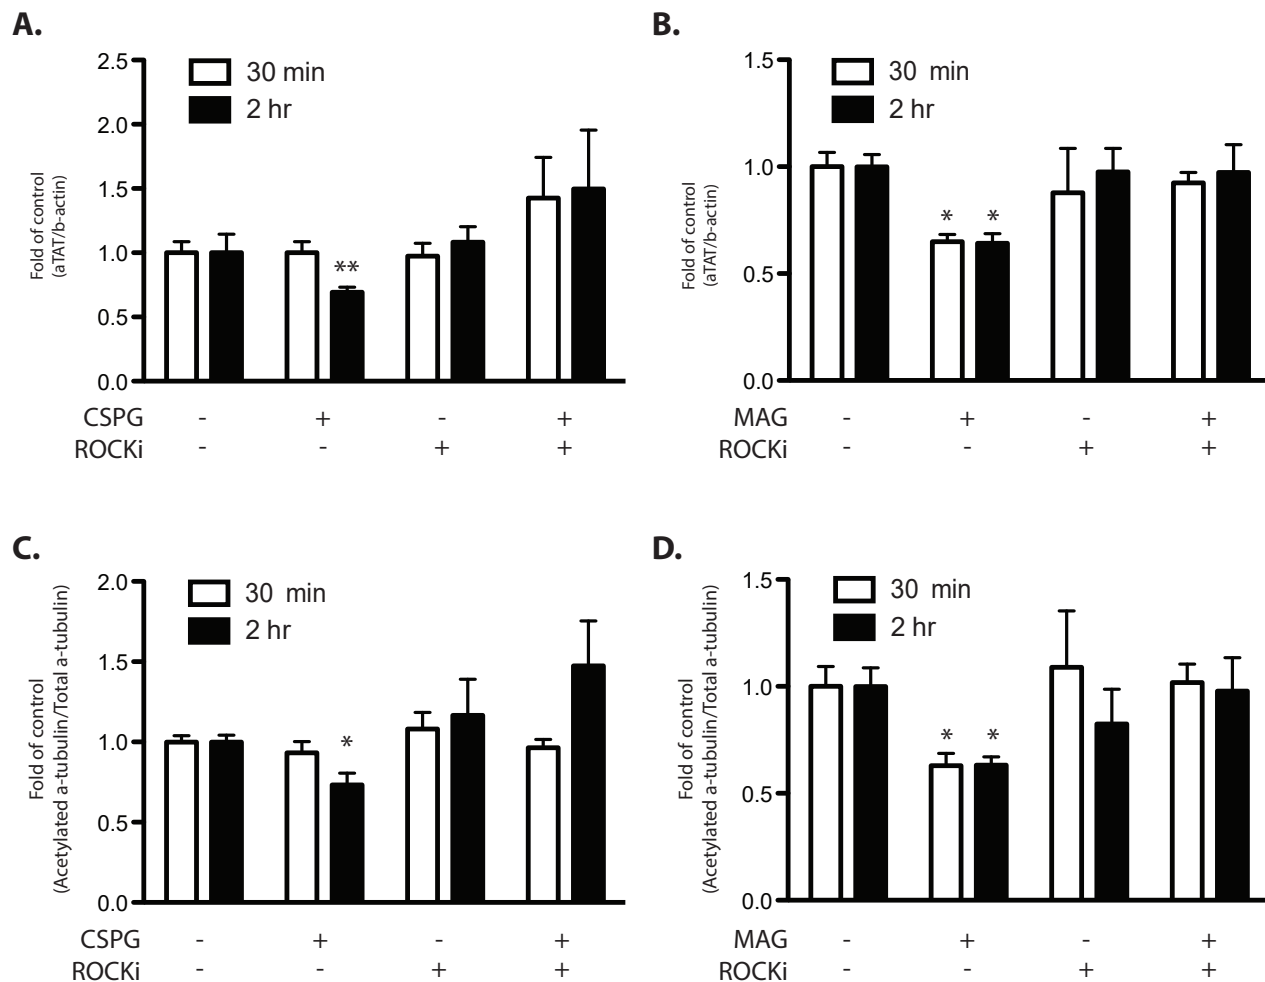 A.
2.5
2.0
1.5
1.0
0.5
0.0
Fold of control
(aTAT/b-actin)
30 min
2 hr
**
CSPG - + - +
ROCKi - - + +
B.
1.5
1.0
0.5
0.0
Fold of control
(aTAT/b-actin)
30 min
2 hr
* *
MAG - + - +
ROCKi - - + +
C.
2.0
1.5
1.0
0.5
0.0
Fold of control
(Acetylated a-tubulin/Total a-tubulin)
30 min
2 hr
*
CSPG - + - +
ROCKi - - + +
D.
1.5
1.0
0.5
0.0
Fold of control
(Acetylated a-tubulin/Total a-tubulin)
30 min
2 hr
* *
MAG - + - +
ROCKi - - + +